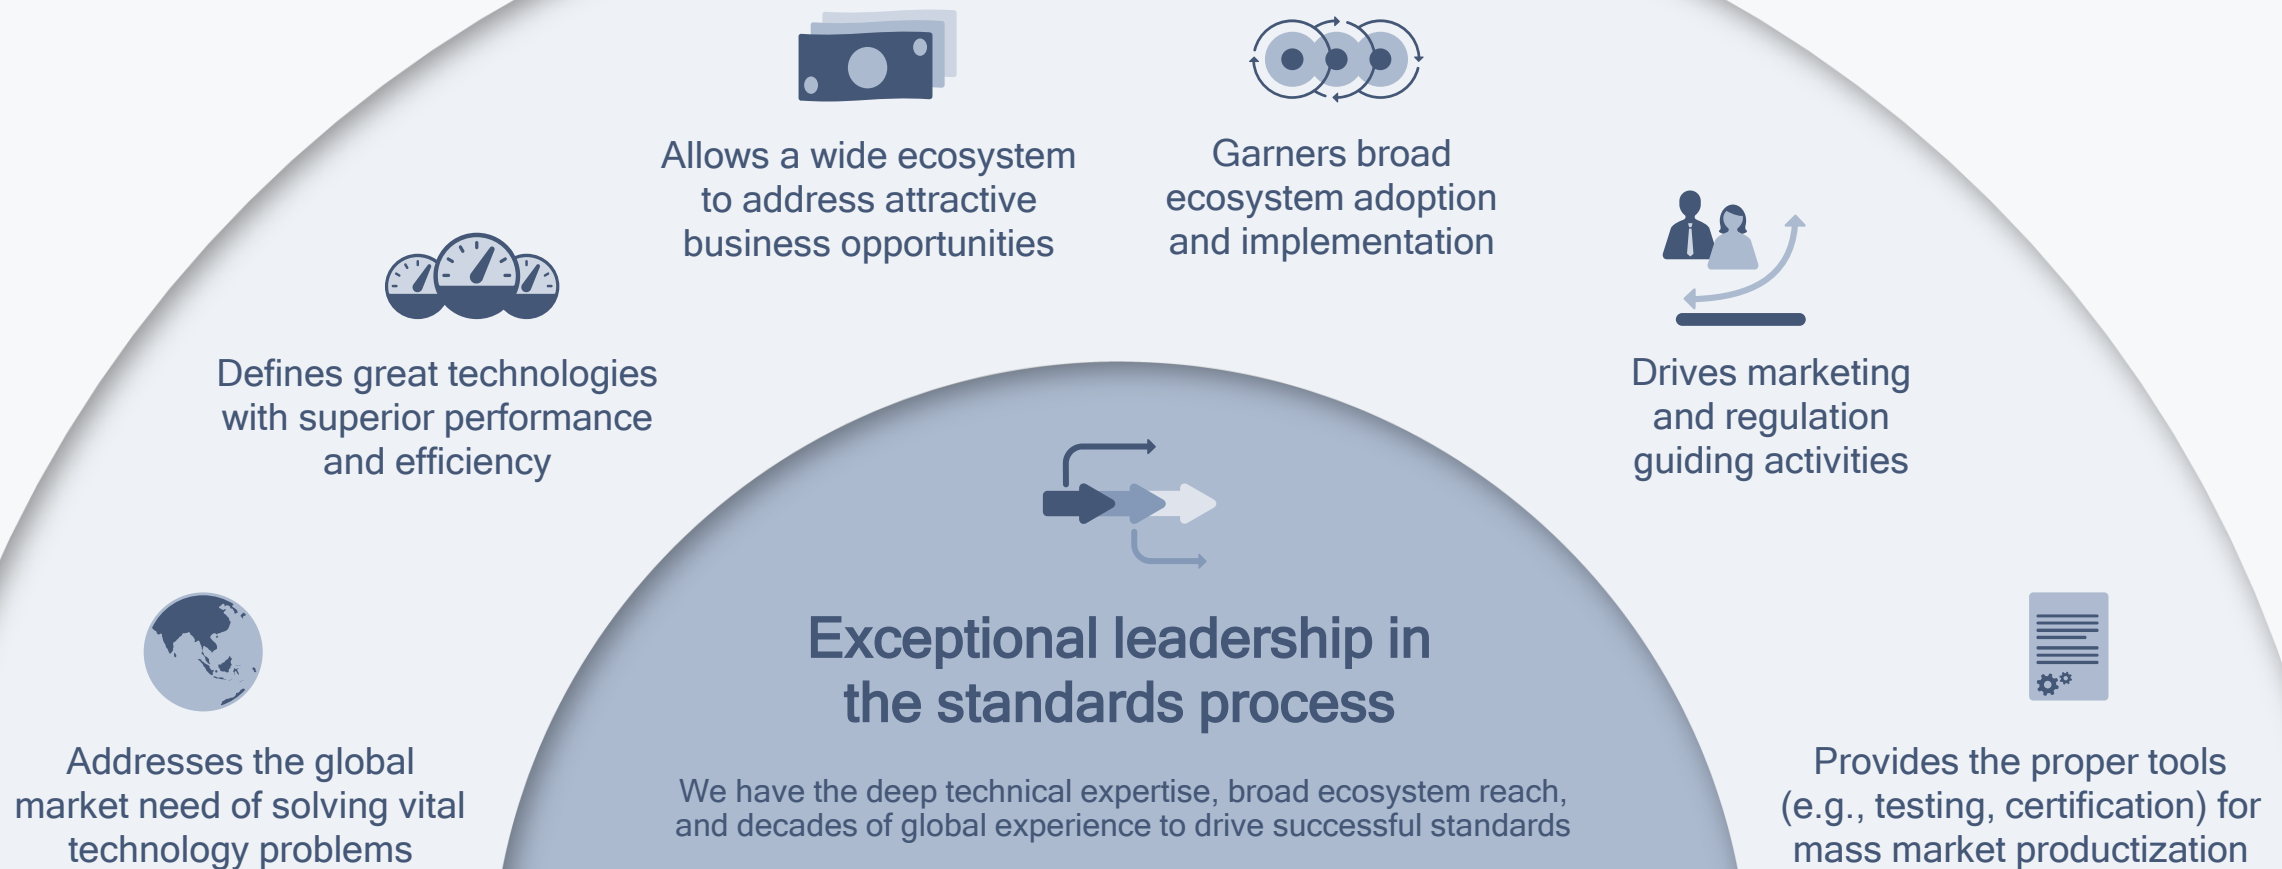 Allows a wide ecosystem
to address attractive
business opportunities
Garners broad
ecosystem adoption
and implementation
Defines great technologies
with superior performance
and efficiency
Drives marketing
and regulation
guiding activities
Exceptional leadership in
the standards process
We have the deep technical expertise, broad ecosystem reach,
and decades of global experience to drive successful standards
Addresses the global
market need of solving vital
technology problems
Provides the proper tools
(e.g., testing, certification) for
mass market productization